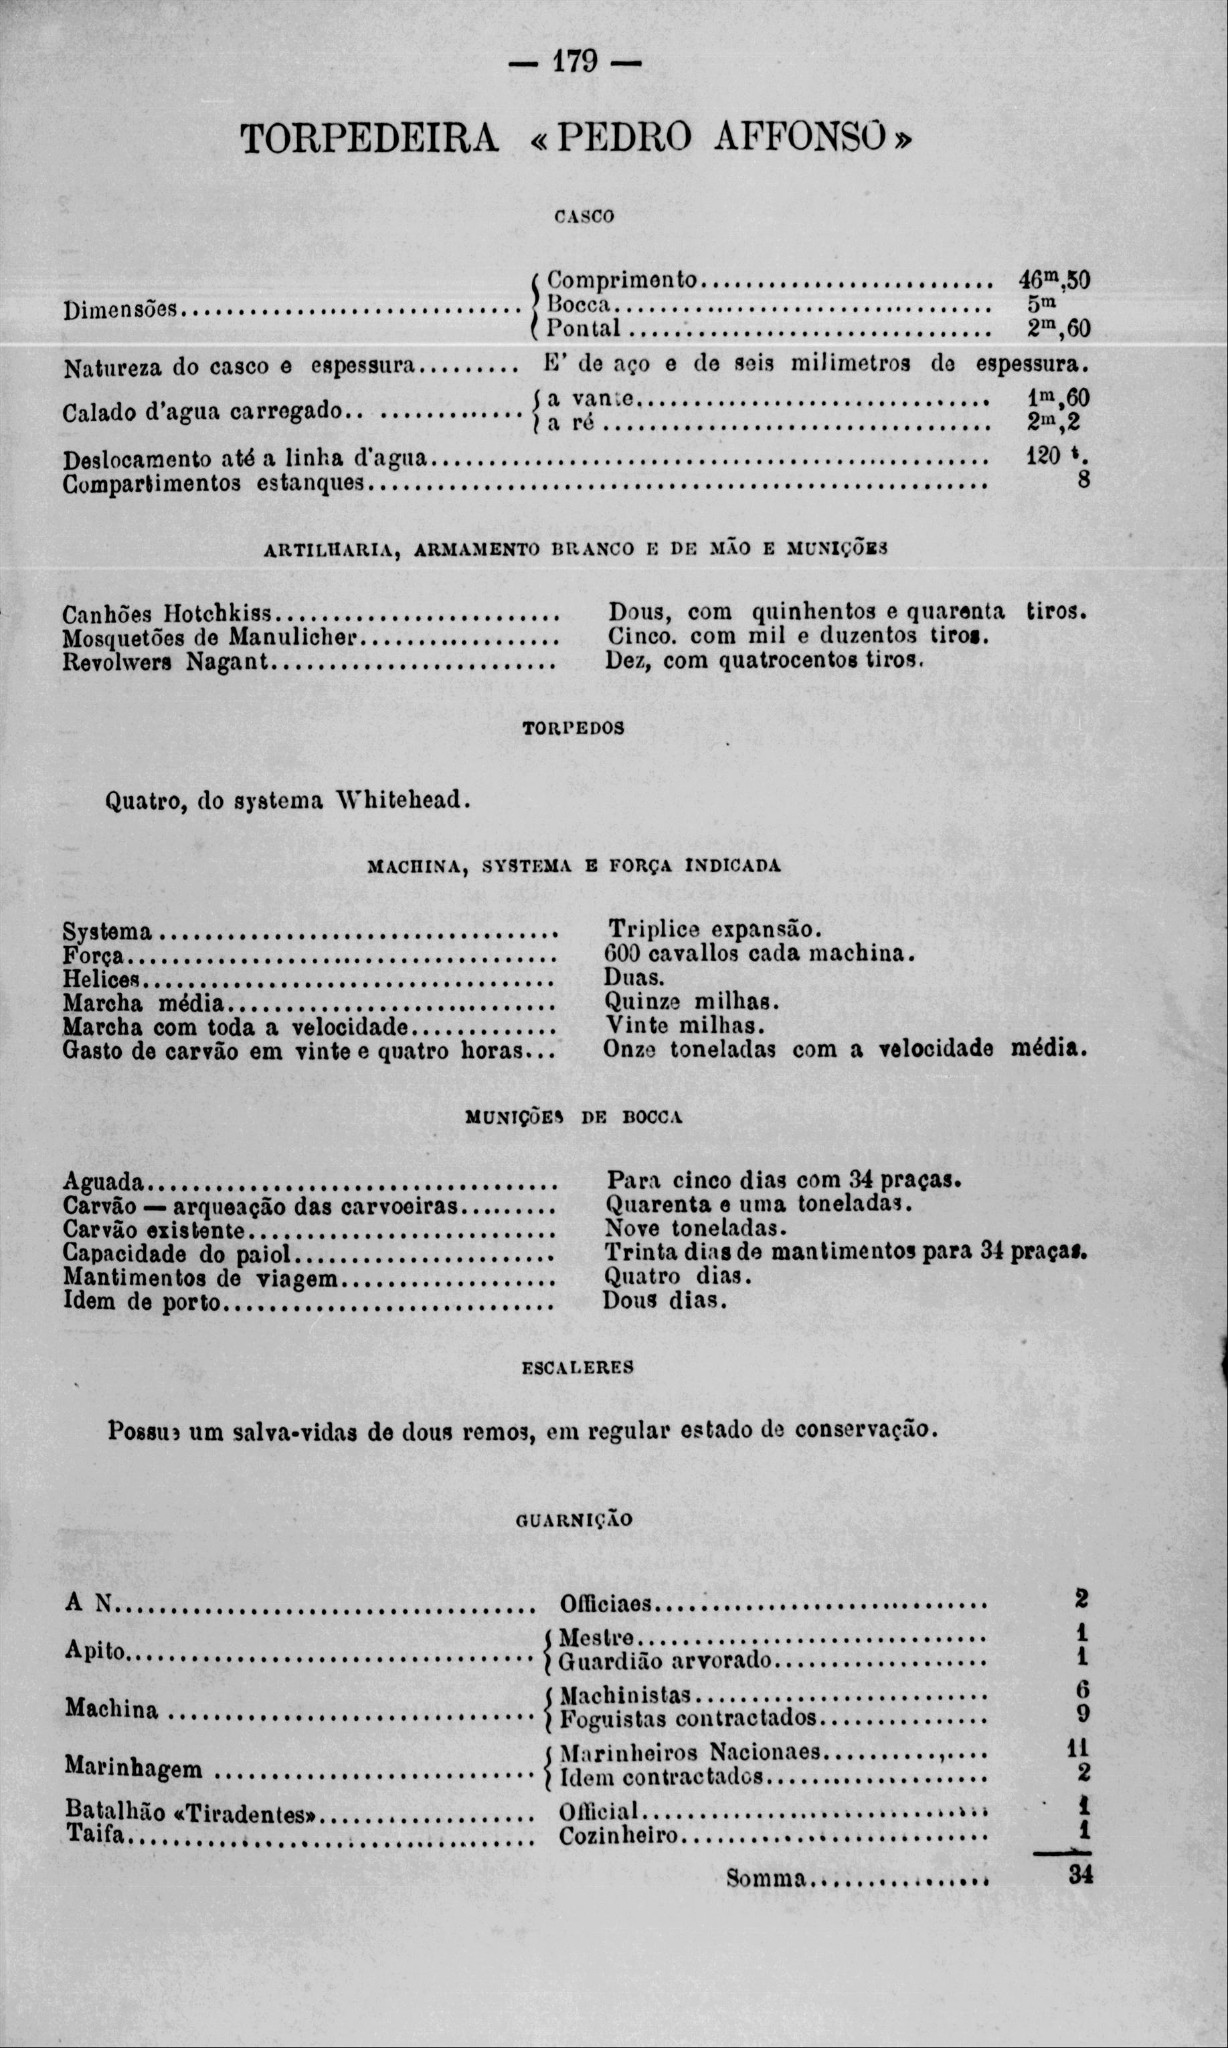 — 179 —
TORPEDEIRA « PEDRO AFFONSO »
CASCO
Dimensões.............................. { Comprimento.......................... 46m,50
Bocca................................. 5m
Pontal ................................ 2m,60
Natureza do casco e espessura......... E' de aço e de seis milimetros de espessura.
Calado d'agua carregado.. ............. { a vante............................... 1m,60
a ré .................................. 2m,2
Deslocamento até a linha d'agua................................................. 120 t.
Compartimentos estanques...................................................... 8
ARTILHARIA, ARMAMENTO BRANCO E DE MÃO E MUNIÇÕES
Canhões Hotchkiss......................... Dous, com quinhentos e quarenta tiros.
Mosquetões de Manulicher.................. Cinco. com mil e duzentos tiros.
Revolwers Nagant......................... Dez, com quatrocentos tiros.
TORPEDOS
Quatro, do systema Whitehead.
MACHINA, SYSTEMA E FORÇA INDICADA
Systema ................................... Triplice expansão.
Força...................................... 600 cavallos cada machina.
Helices.................................... Duas.
Marcha média............................. Quinze milhas.
Marcha com toda a velocidade............. Vinte milhas.
Gasto de carvão em vinte e quatro horas... Onze toneladas com a velocidade média.
MUNIÇÕES DE BOCCA
Aguada.................................... Para cinco dias com 34 praças.
Carvão — arqueação das carvoeiras......... Quarenta e uma toneladas.
Carvão existente........................... Nove toneladas.
Capacidade do paiol....................... Trinta dias de mantimentos para 34 praças.
Mantimentos de viagem................... Quatro dias.
Idem de porto............................. Dous dias.
ESCALERES
Possue um salva-vidas de dous remos, em regular estado de conservação.
GUARNIÇÃO
A N..................................... Officiaes.............................. 2
Apito.................................... { Mestre............................... 1
Guardião arvorado................... 1
Machina ................................ { Machinistas.......................... 6
Foguistas contractados............... 9
Marinhagem ............................ { Marinheiros Nacionaes..........,.... 11
Idem contractados.................... 2
Batalhão «Tiradentes»................... Official............................... 1
Taifa.................................... Cozinheiro........................... 1
Somma................ 34